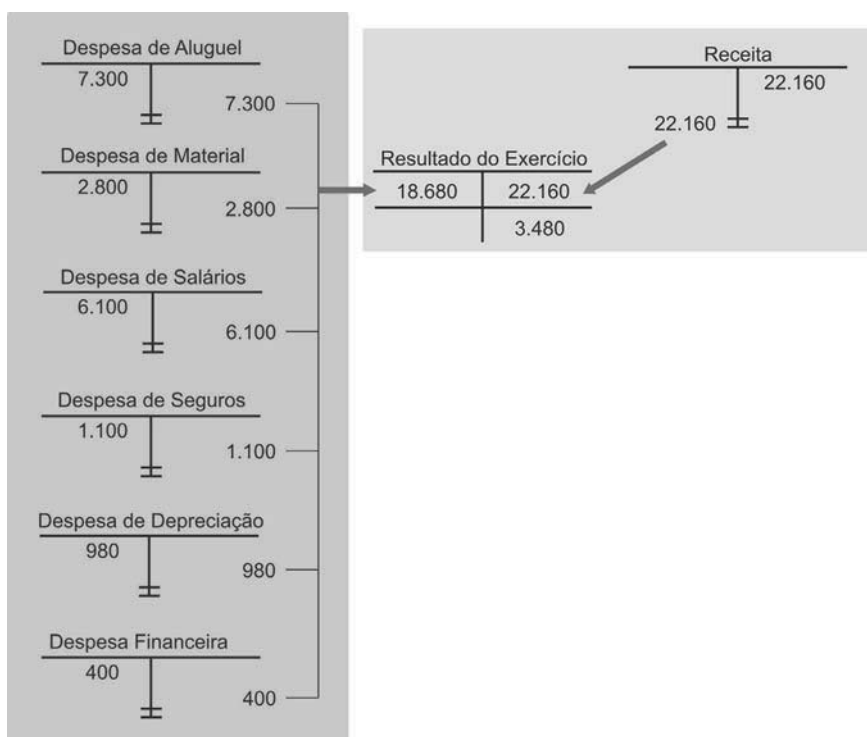 Despesa de Aluguel
7.300
7.300
Despesa de Material
2.800
2.800
Despesa de Salários
6.100
6.100
Despesa de Seguros
1.100
1.100
Despesa de Depreciação
980
980
Despesa Financeira
400
400
Receita
22.160
22.160
Resultado do Exercício
18.680 22.160
3.480